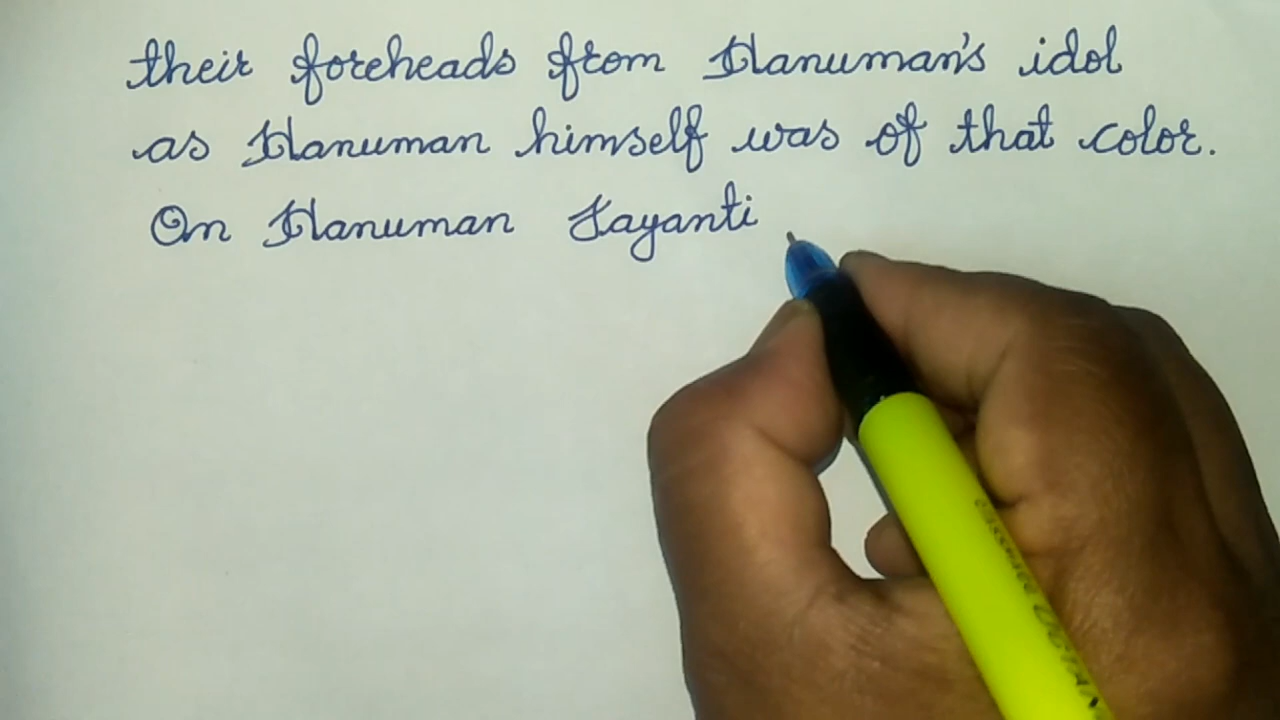 their foreheads from Hanuman's idol
as Hanuman himself was of that color.
On Hanuman Jayanti